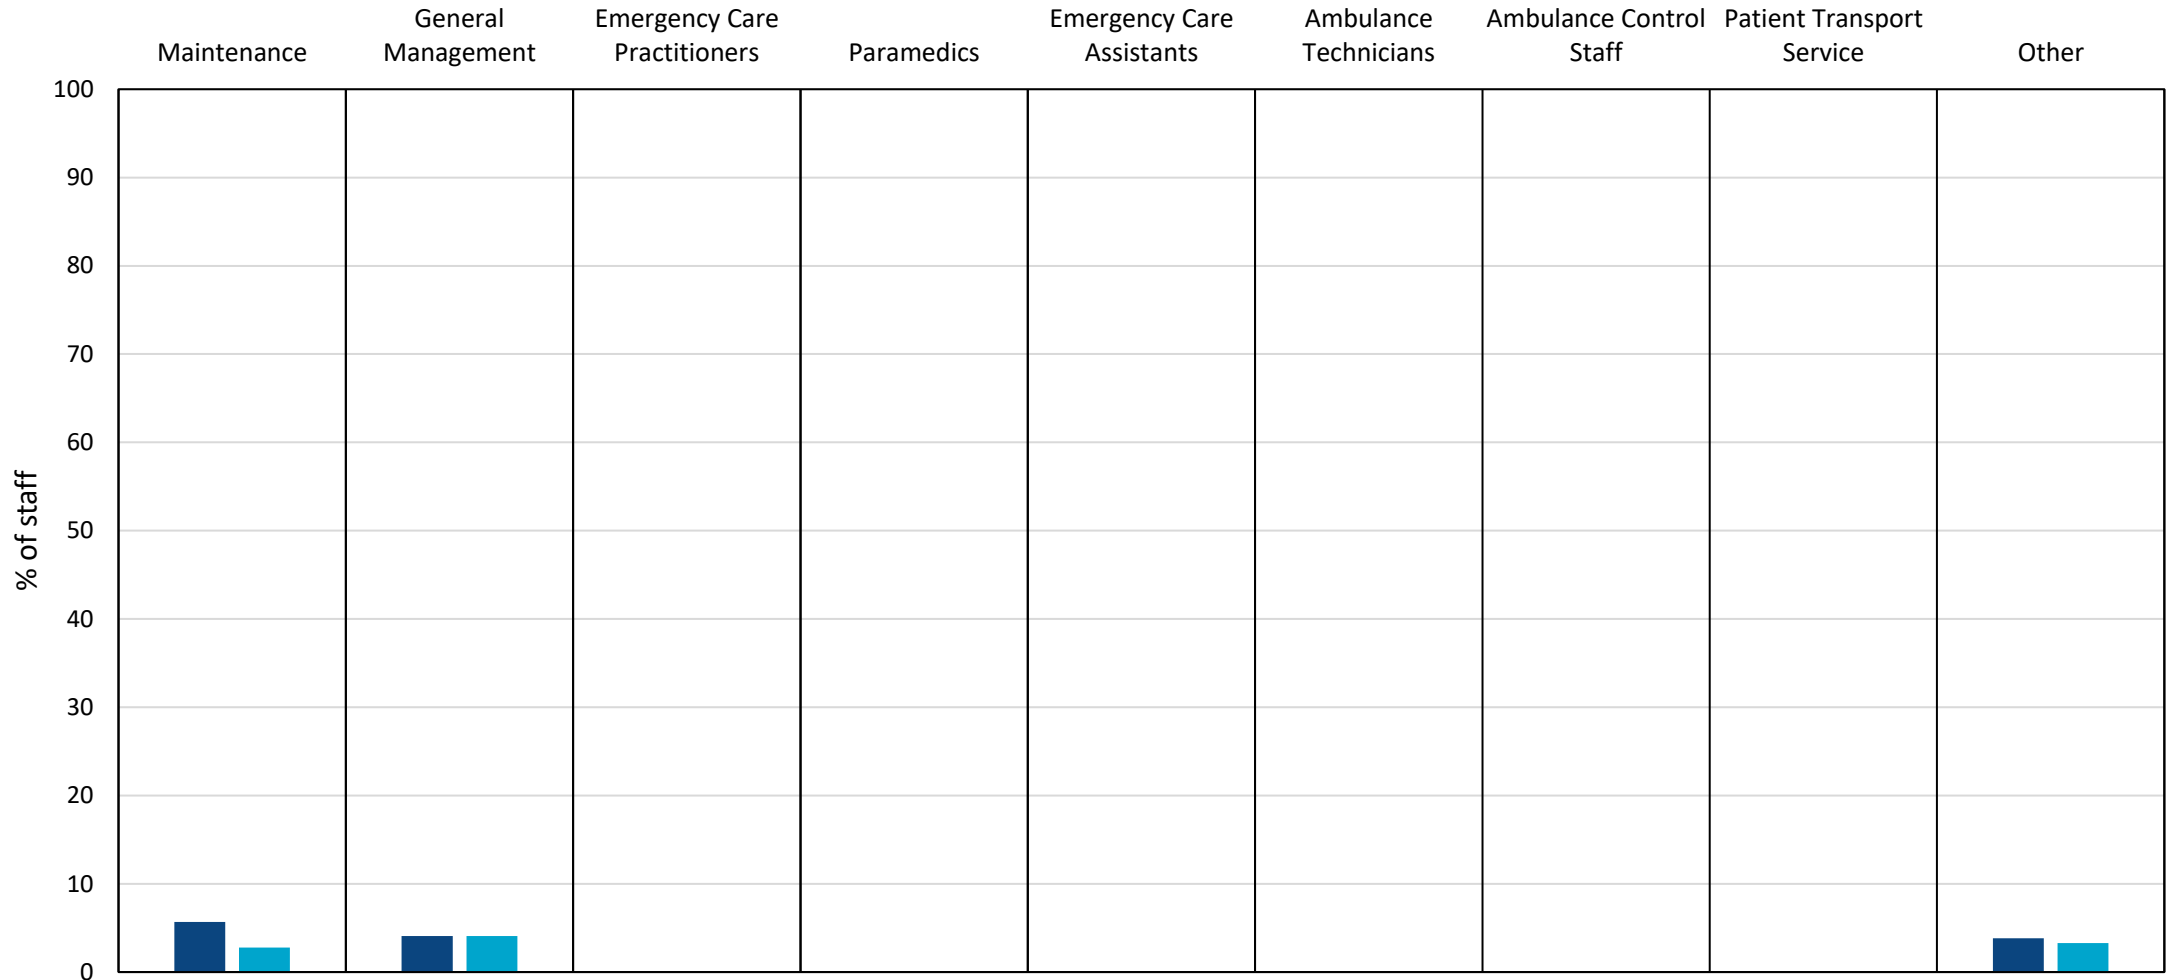 Maintenance
General
Management
Emergency Care
Practitioners
Paramedics
Emergency Care
Assistants
Ambulance
Technicians
Ambulance Control
Staff
Patient Transport
Service
Other
100
90
80
70
60
50
40
30
20
10
0
% of staff